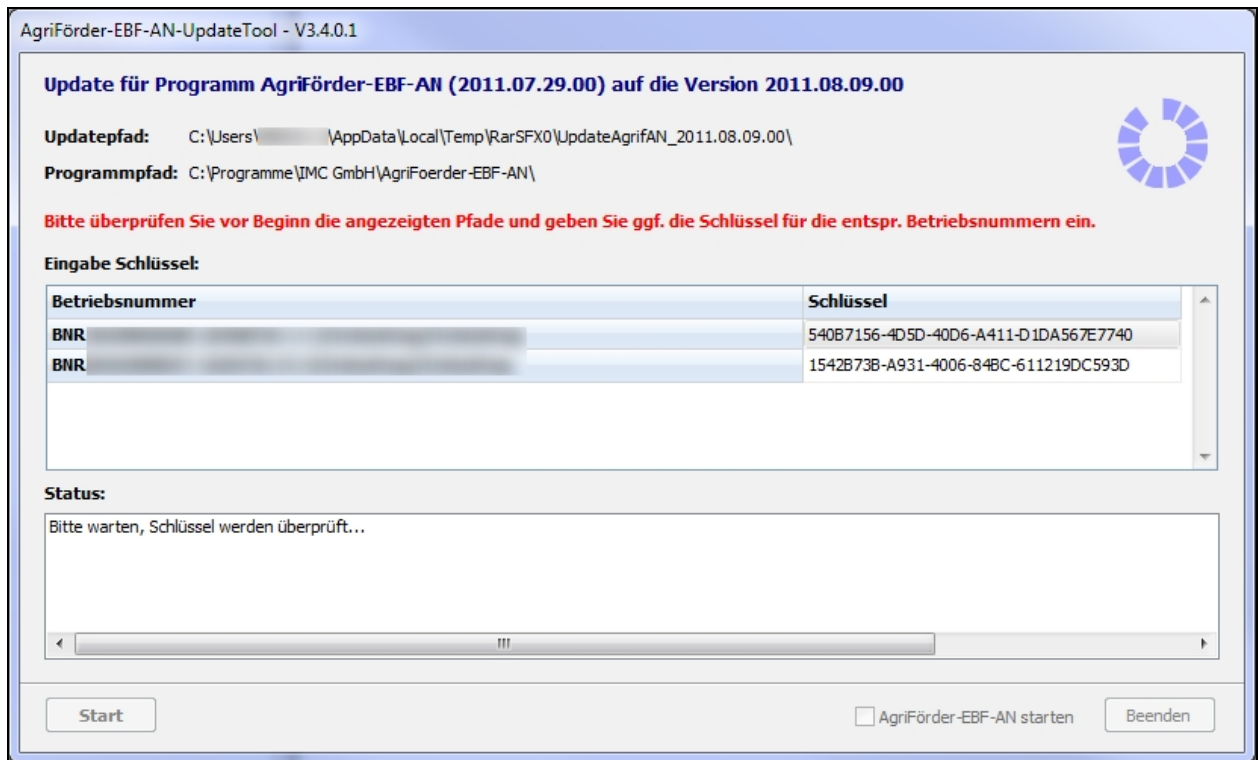 AgriFörder-EBF-AN-UpdateTool - V3.4.0.1
Update für Programm AgriFörder-EBF-AN (2011.07.29.00) auf die Version 2011.08.09.00
Updatepfad: C:\Users\ \AppData\Local\Temp\RarSFX0\UpdateAgrifAN_2011.08.09.00\
Programmpfad: C:\Programme\IMC GmbH\AgriFoerder-EBF-AN\
Bitte überprüfen Sie vor Beginn die angezeigten Pfade und geben Sie ggf. die Schlüssel für die entspr. Betriebsnummern ein.
Eingabe Schlüssel:
Betriebsnummer Schlüssel
BNR 540B7156-4D5D-40D6-A411-D1DA567E7740
BNR 1542B73B-A931-4006-84BC-611219DC593D
Status:
Bitte warten, Schlüssel werden überprüft...
Start AgriFörder-EBF-AN starten Beenden